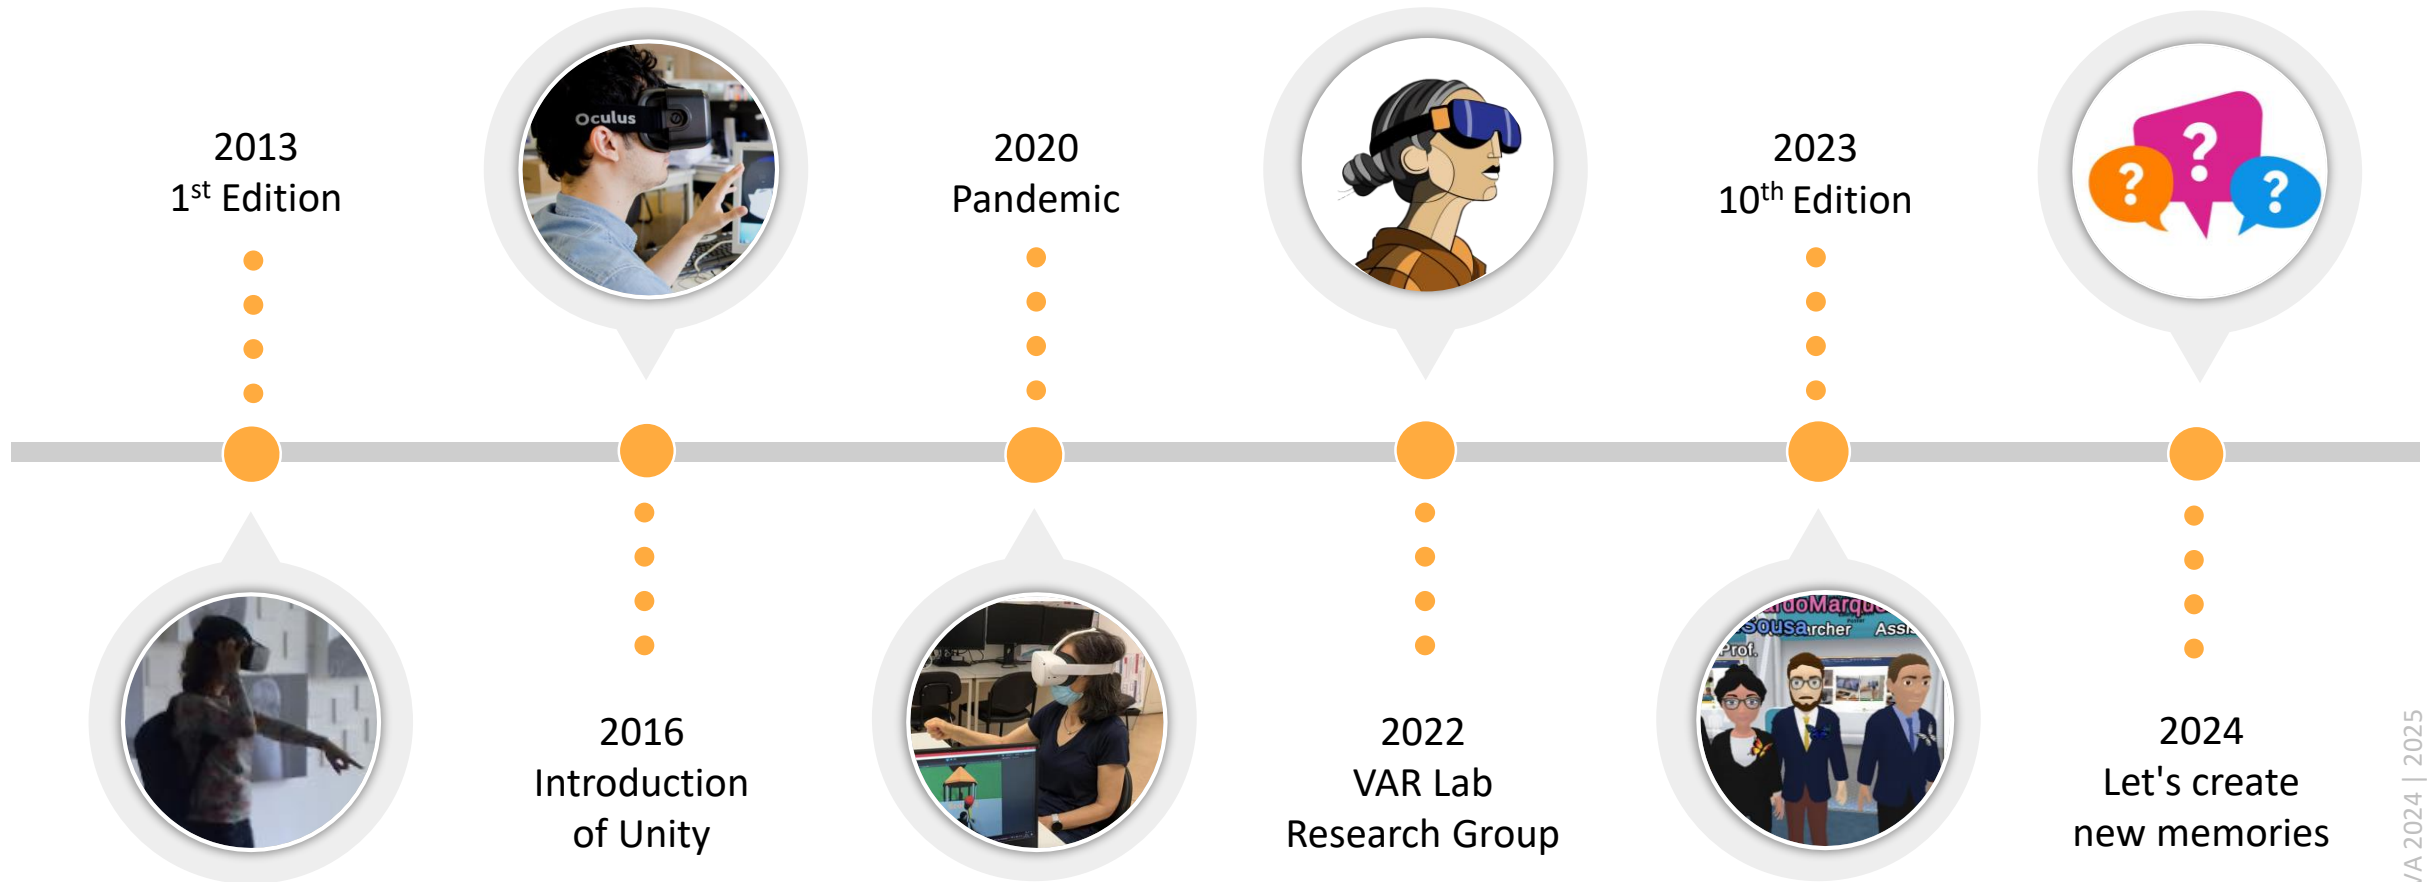 2013
1st Edition
Oculus
2016
Introduction
of Unity
2020
Pandemic
2022
VAR Lab
Research Group
2023
10th Edition
Sousa
Prof.
?
?
?
2024
Let's create
new memories
2024 | 2025